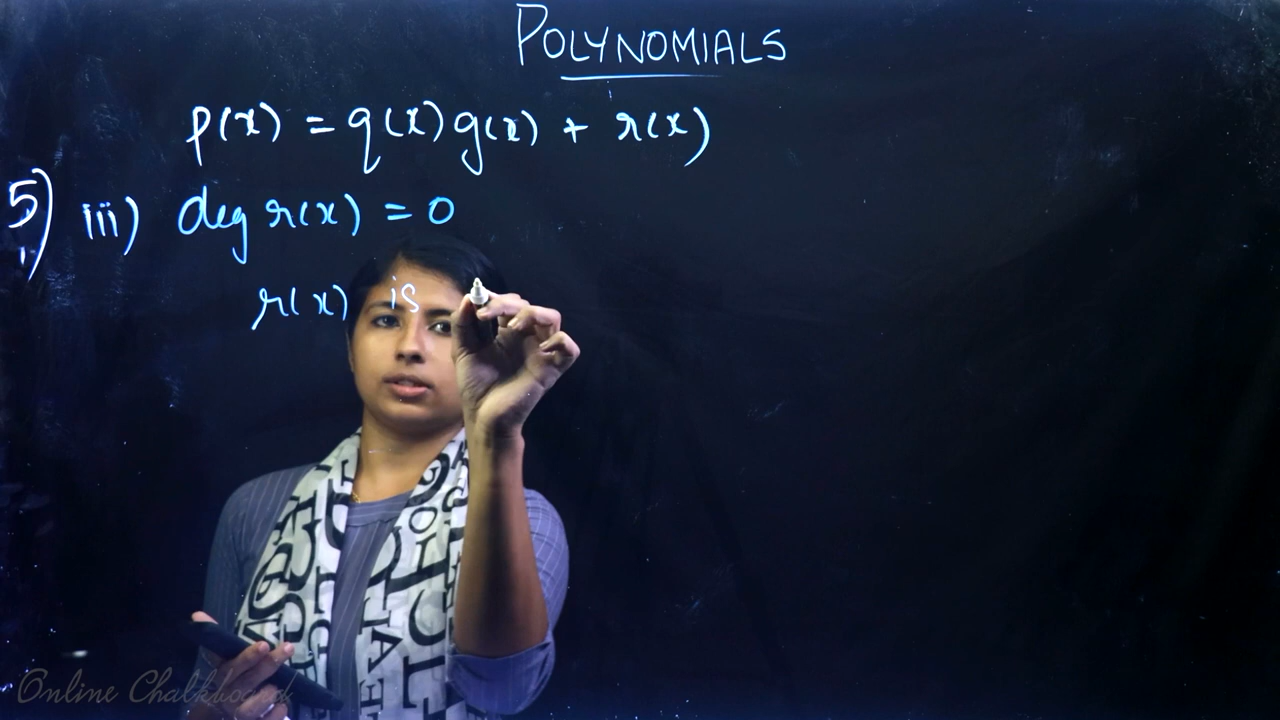 POLYNOMIALS
p(x) = q(x) g(x) + r(x)
5) iii) deg r(x) = 0
r(x) is
Online Chalkboard